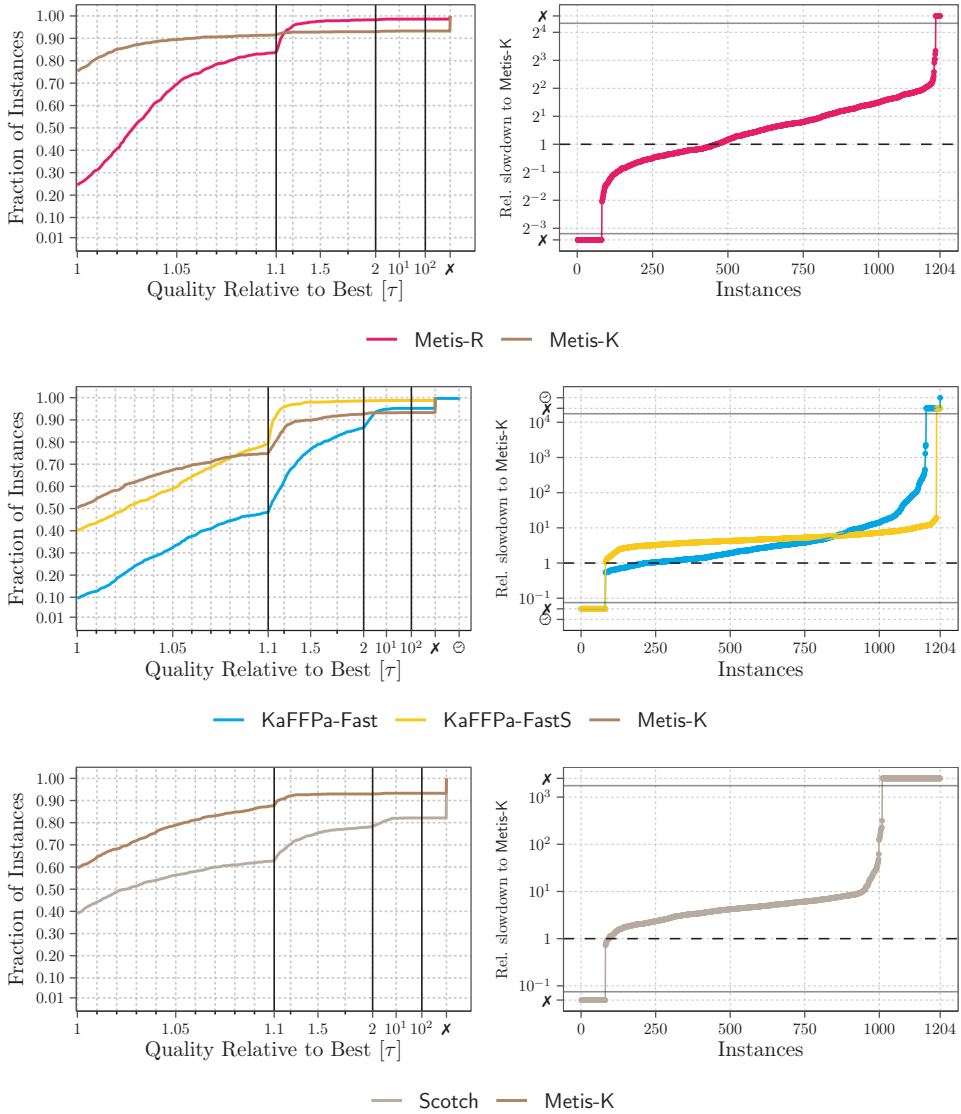 Fraction of Instances
1.00
0.90
0.80
0.70
0.60
0.50
0.40
0.30
0.20
0.10
0.01
1 1.05 1.1 1.5 2 10¹ 10² ✗
Quality Relative to Best [τ]
Rel. slowdown to Metis-K
✗
2⁴
2³
2²
2¹
1
2⁻¹
2⁻²
2⁻³
✗
0 250 500 750 1000 1204
Instances
Metis-R Metis-K
Fraction of Instances
1.00
0.90
0.80
0.70
0.60
0.50
0.40
0.30
0.20
0.10
0.01
1 1.05 1.1 1.5 2 10¹ 10² ✗
Quality Relative to Best [τ]
Rel. slowdown to Metis-K
✗
10⁴
10³
10²
10¹
1
10⁻¹
✗
0 250 500 750 1000 1204
Instances
KaFFPa-Fast KaFFPa-FastS Metis-K
Fraction of Instances
1.00
0.90
0.80
0.70
0.60
0.50
0.40
0.30
0.20
0.10
0.01
1 1.05 1.1 1.5 2 10¹ 10² ✗
Quality Relative to Best [τ]
Rel. slowdown to Metis-K
✗
10³
10²
10¹
1
10⁻¹
✗
0 250 500 750 1000 1204
Instances
Scotch Metis-K